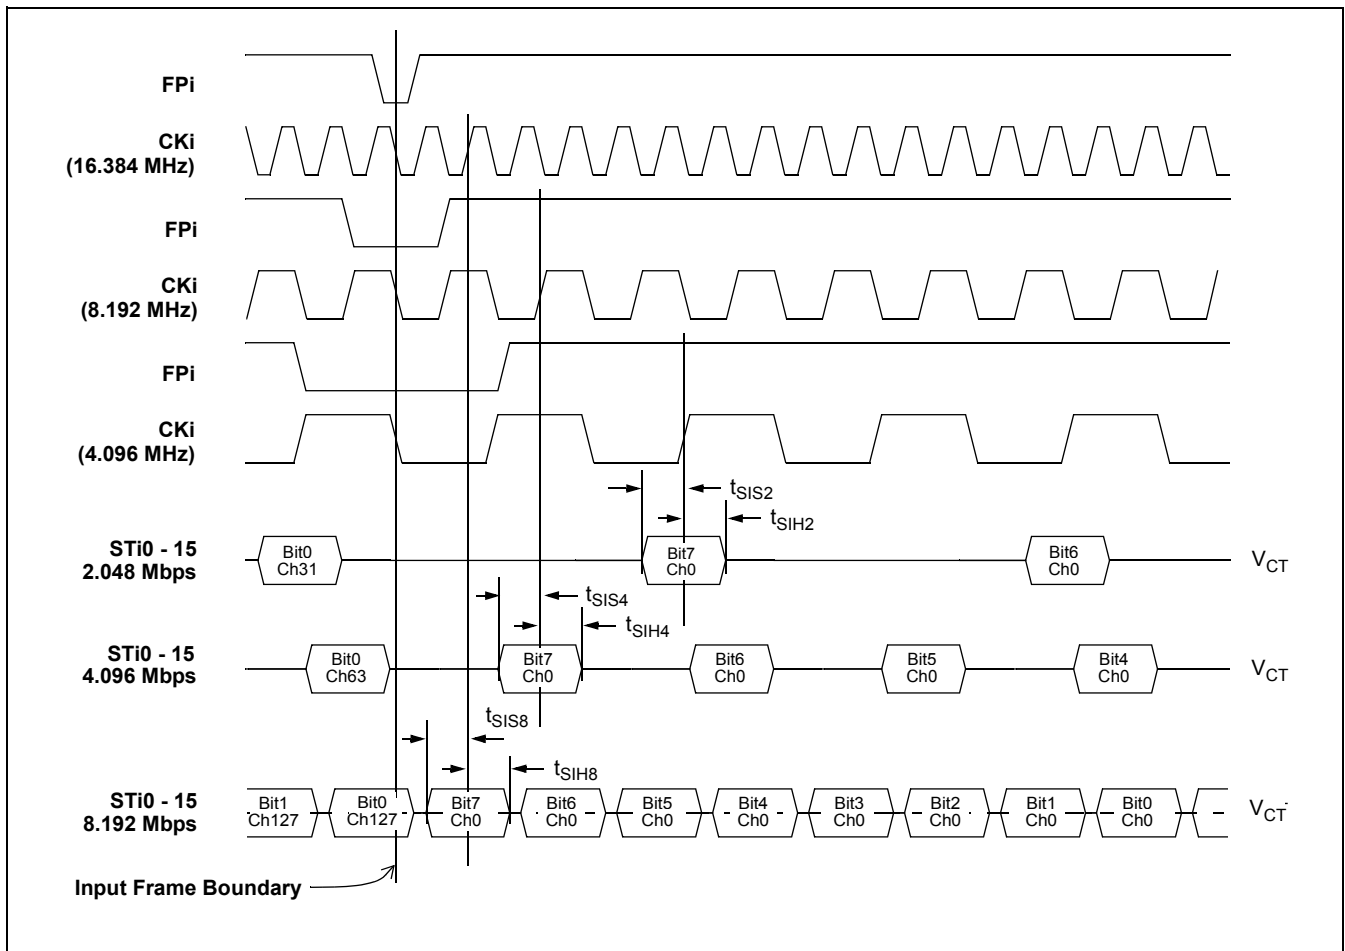 FPi
CKi
(16.384 MHz)
FPi
CKi
(8.192 MHz)
FPi
CKi
(4.096 MHz)
tSIS2
tSIH2
STi0 - 15
2.048 Mbps
Bit0
Ch31
Bit7
Ch0
Bit6
Ch0
VCT
tSIS4
tSIH4
STi0 - 15
4.096 Mbps
Bit0
Ch63
Bit7
Ch0
Bit6
Ch0
Bit5
Ch0
Bit4
Ch0
VCT
tSIS8
tSIH8
STi0 - 15
8.192 Mbps
Bit1
Ch127
Bit0
Ch127
Bit7
Ch0
Bit6
Ch0
Bit5
Ch0
Bit4
Ch0
Bit3
Ch0
Bit2
Ch0
Bit1
Ch0
Bit0
Ch0
VCT
Input Frame Boundary